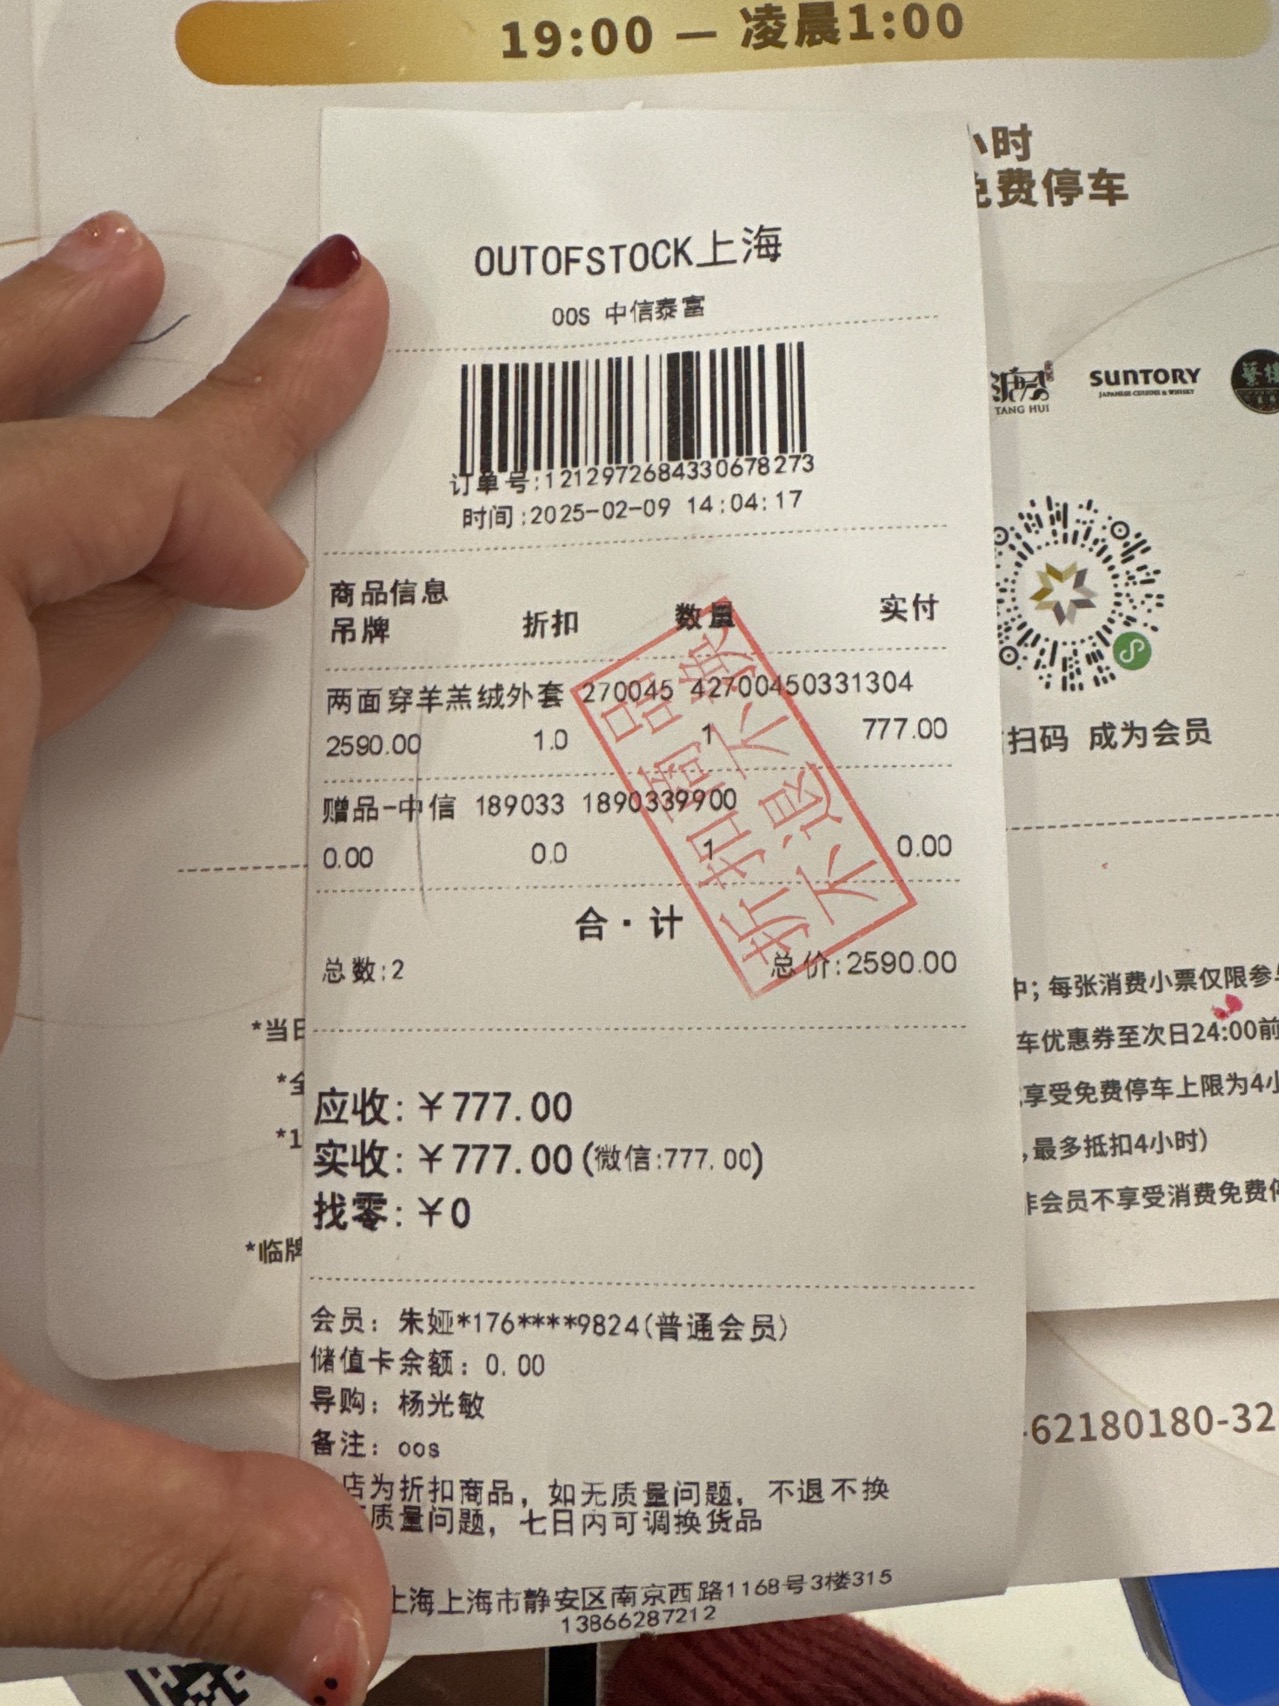 19:00 — 凌晨1:00
小时
免费停车
OUTOFSTOCK上海
OOS 中信泰富
订单号:1212972684330678273
时间:2025-02-09 14:04:17
商品信息
吊牌 折扣 数量 实付
两面穿羊羔绒外套 270045 42700450331304
2590.00 1.0 1 777.00
赠品-中信 189033 1890339900
0.00 0.0 1 0.00
合·计
总数:2 总价:2590.00
折扣商品
不退不换
应收:￥777.00
实收:￥777.00(微信:777.00)
找零:￥0
会员: 朱娅*176****9824(普通会员)
储值卡余额: 0.00
导购: 杨光敏
备注: oos
店为折扣商品, 如无质量问题, 不退不换
质量问题, 七日内可调换货品
上海上海市静安区南京西路1168号3楼315
13866287212
TANG HUI
SUNTORY
JAPANESE CUISINE & WHISKY
扫码 成为会员
*当日
*全
*1
*临牌
中; 每张消费小票仅限参与
车优惠券至次日24:00前
享受免费停车上限为4小
,最多抵扣4小时)
非会员不享受消费免费停
-62180180-32